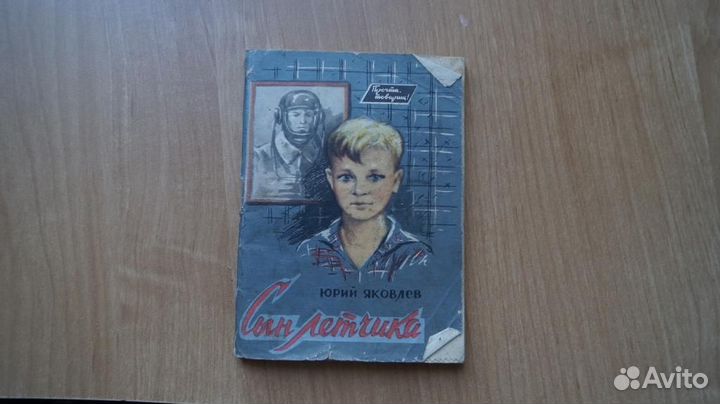 Прочти,
товарищ!
ЮРИЙ ЯКОВЛЕВ
Сын летчика
Avito